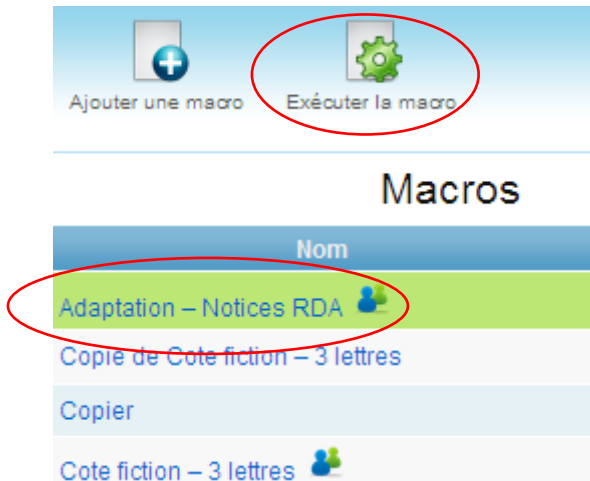 Ajouter une macro Exécuter la macro
Macros
Nom
Adaptation – Notices RDA
Copie de Cote fiction – 3 lettres
Copier
Cote fiction – 3 lettres